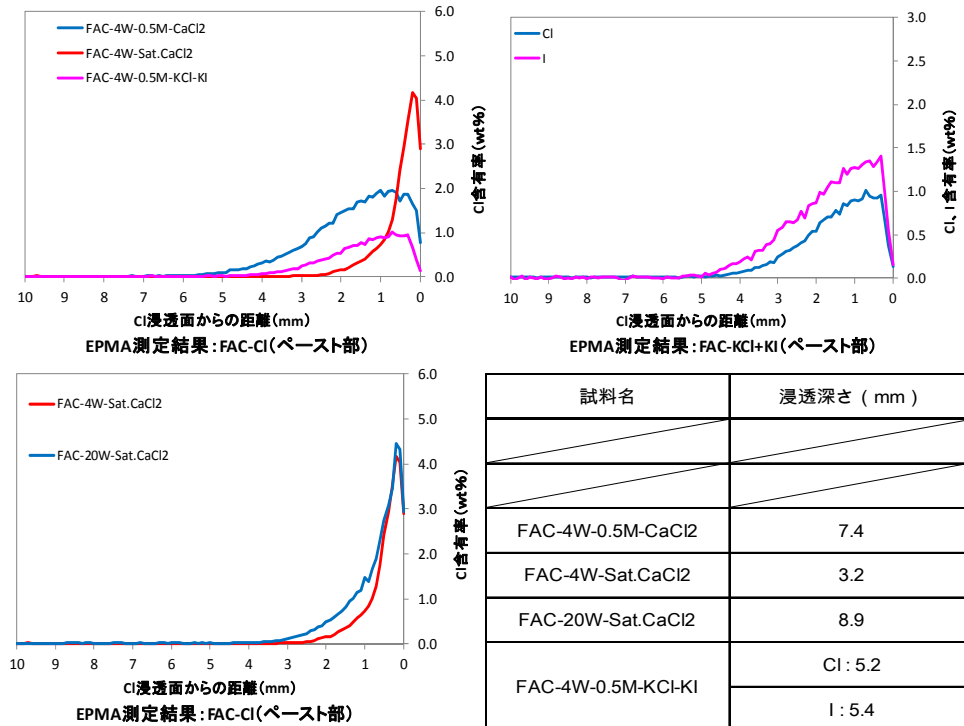 6.0
5.0
4.0
3.0
2.0
1.0
0.0
Cl含有率(wt%)
FAC-4W-0.5M-CaCl2
FAC-4W-Sat.CaCl2
FAC-4W-0.5M-KCl-KI
10 9 8 7 6 5 4 3 2 1 0
Cl浸透面からの距離(mm)
EPMA測定結果:FAC-Cl(ペースト部)
3.0
2.5
2.0
1.5
1.0
0.5
0.0
Cl、I 含有率(wt%)
Cl
I
10 9 8 7 6 5 4 3 2 1 0
Cl浸透面からの距離(mm)
EPMA測定結果:FAC-KCl+KI(ペースト部)
6.0
5.0
4.0
3.0
2.0
1.0
0.0
Cl含有率(wt%)
FAC-4W-Sat.CaCl2
FAC-20W-Sat.CaCl2
10 9 8 7 6 5 4 3 2 1 0
Cl浸透面からの距離(mm)
EPMA測定結果:FAC-Cl(ペースト部)
試料名 浸透深さ(mm)
FAC-4W-0.5M-CaCl2 7.4
FAC-4W-Sat.CaCl2 3.2
FAC-20W-Sat.CaCl2 8.9
FAC-4W-0.5M-KCl-KI Cl : 5.2
I : 5.4